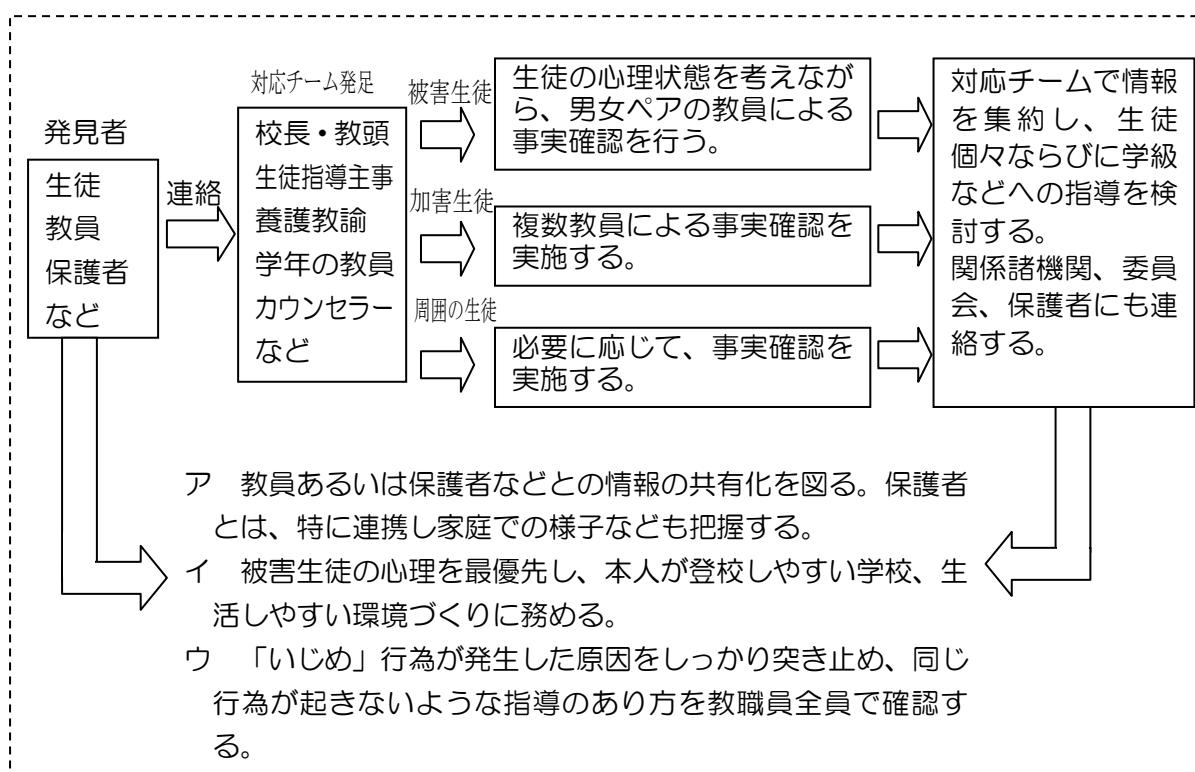 発見者
生徒
教員
保護者
など
連絡
対応チーム発足
校長・教頭
生徒指導主事
養護教諭
学年の教員
カウンセラー
など
被害生徒
生徒の心理状態を考えなが
ら、男女ペアの教員による
事実確認を行う。
加害生徒
複数教員による事実確認を
実施する。
周囲の生徒
必要に応じて、事実確認を
実施する。
対応チームで情報
を集約し、生徒
個々ならびに学級
などへの指導を検
討する。
関係諸機関、委員
会、保護者にも連
絡する。
ア 教員あるいは保護者などとの情報の共有化を図る。保護者
とは、特に連携し家庭での様子なども把握する。
イ 被害生徒の心理を最優先し、本人が登校しやすい学校、生
活しやすい環境づくりに務める。
ウ 「いじめ」行為が発生した原因をしっかり突き止め、同じ
行為が起きないような指導のあり方を教職員全員で確認す
る。